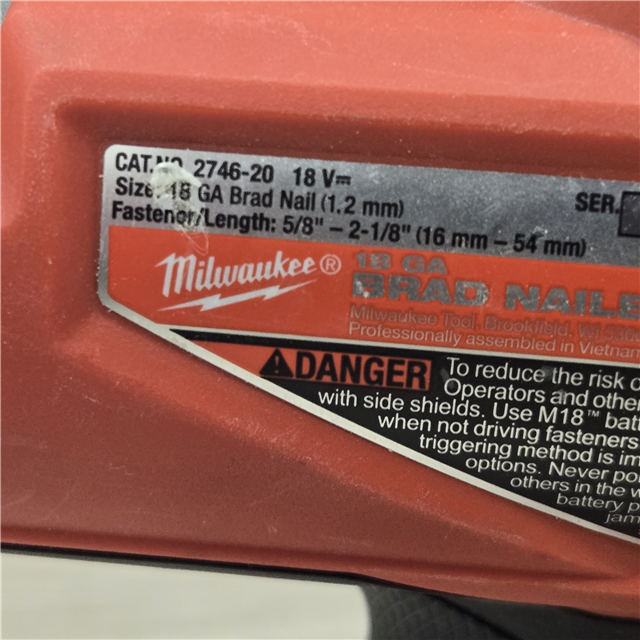 CAT.NO. 2746-20 18 V
SER.
Size: 18 GA Brad Nail (1.2 mm)
Fastener/Length: 5/8" – 2-1/8" (16 mm – 54 mm)
Milwaukee®
18 GA
BRAD NAILE
Milwaukee Tool, Brookfield, WI
Professionally assembled in Vietnam
DANGER
To reduce the risk o
Operators and othe
with side shields. Use M18™ batt
when not driving fasteners
triggering method is im
options. Never po
others in the w
battery p
jam